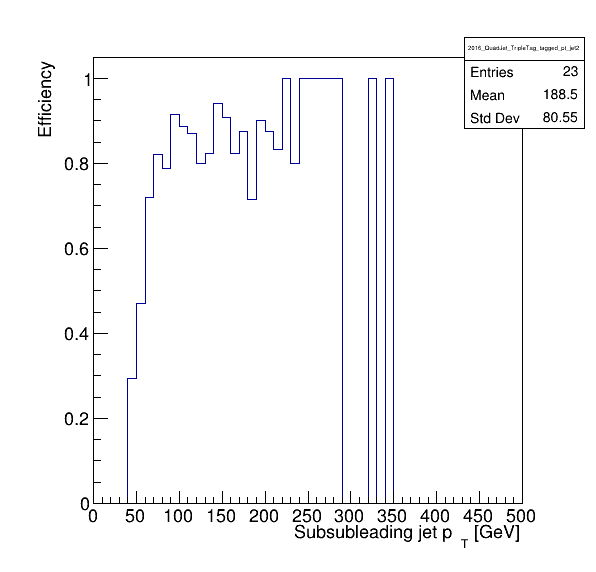 2016_QuadJet_TripleTag_tagged_pt_jet2
Entries 23
Mean 188.5
Std Dev 80.55
Efficiency
1
0.8
0.6
0.4
0.2
0
0 50 100 150 200 250 300 350 400 450 500
Subsubleading jet p T [GeV]